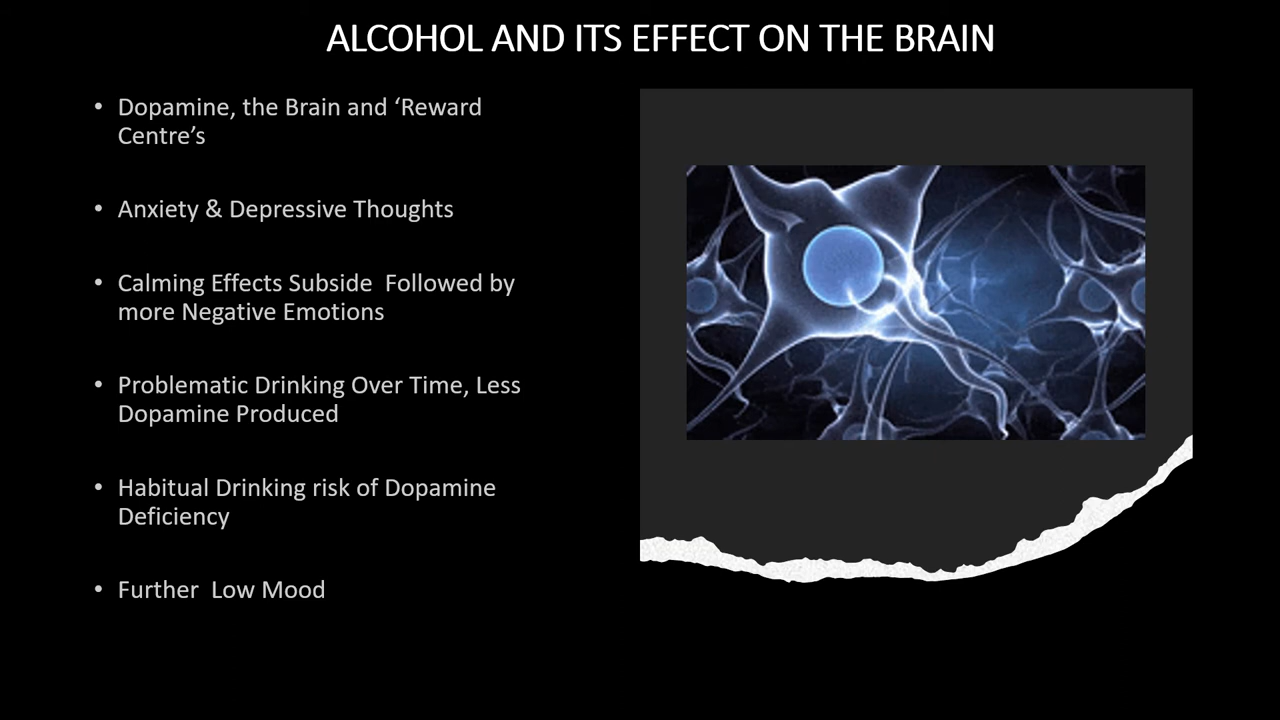 ALCOHOL AND ITS EFFECT ON THE BRAIN
• Dopamine, the Brain and ‘Reward
Centre’s
• Anxiety & Depressive Thoughts
• Calming Effects Subside  Followed by
more Negative Emotions
• Problematic Drinking Over Time, Less
Dopamine Produced
• Habitual Drinking risk of Dopamine
Deficiency
• Further  Low Mood